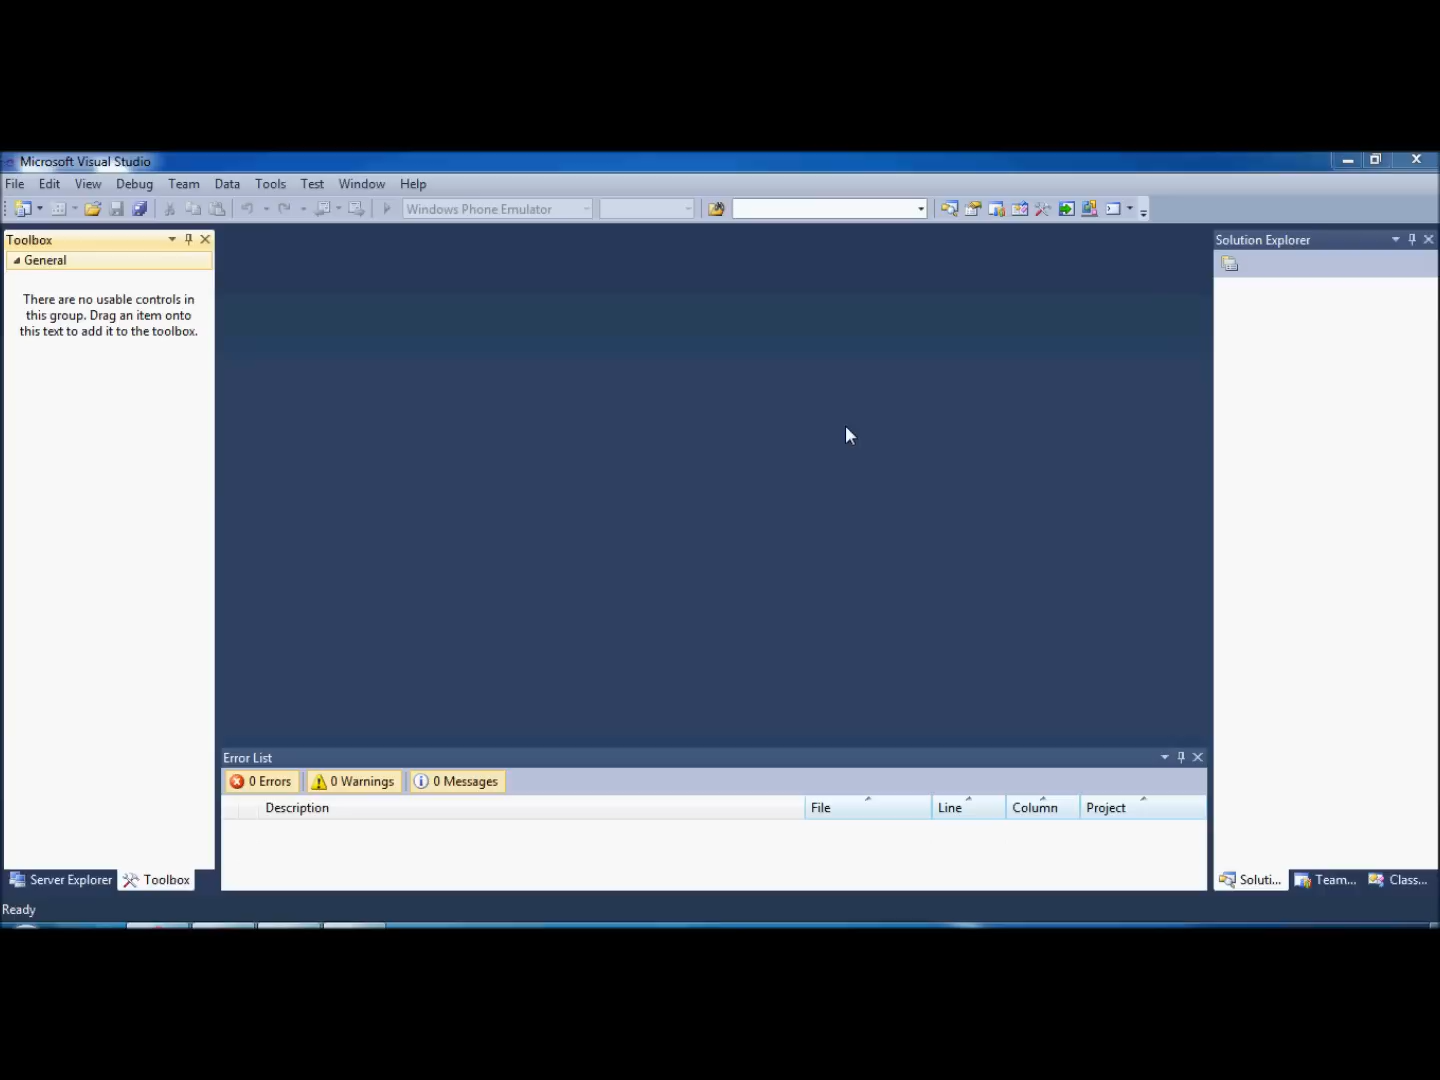 Microsoft Visual Studio
File Edit View Debug Team Data Tools Test Window Help
Windows Phone Emulator
Toolbox
General
There are no usable controls in
this group. Drag an item onto
this text to add it to the toolbox.
Solution Explorer
Error List
0 Errors 0 Warnings 0 Messages
Description File Line Column Project
Server Explorer Toolbox
Soluti... Team... Class...
Ready